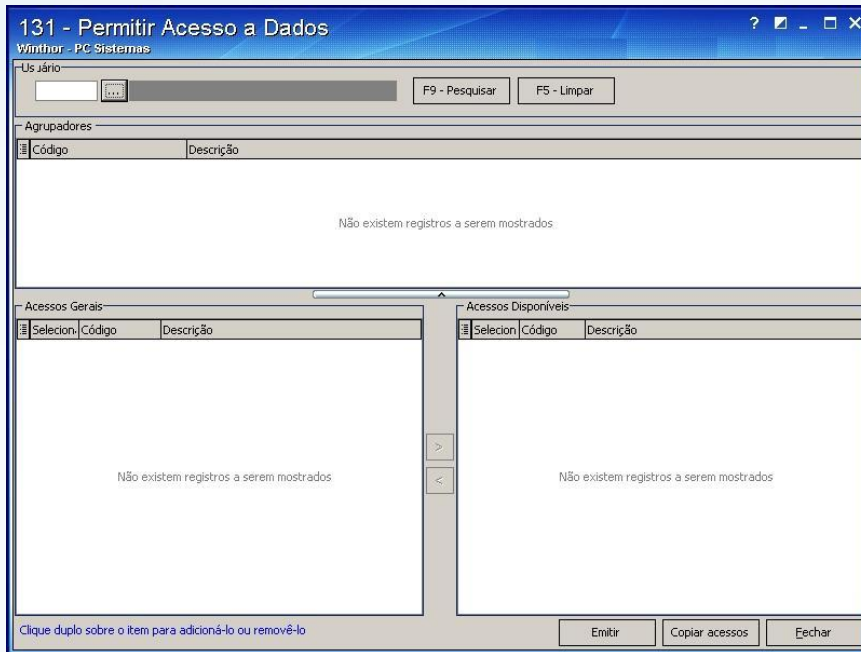 131 - Permitir Acesso a Dados
Winthor - PC Sistemas
Usuário
...
F9 - Pesquisar
F5 - Limpar
Agrupadores
Código Descrição
Não existem registros a serem mostrados
Acessos Gerais
Selecion. Código Descrição
Não existem registros a serem mostrados
>
<
Acessos Disponíveis
Selecion Código Descrição
Não existem registros a serem mostrados
Clique duplo sobre o item para adicioná-lo ou removê-lo
Emitir
Copiar acessos
Fechar